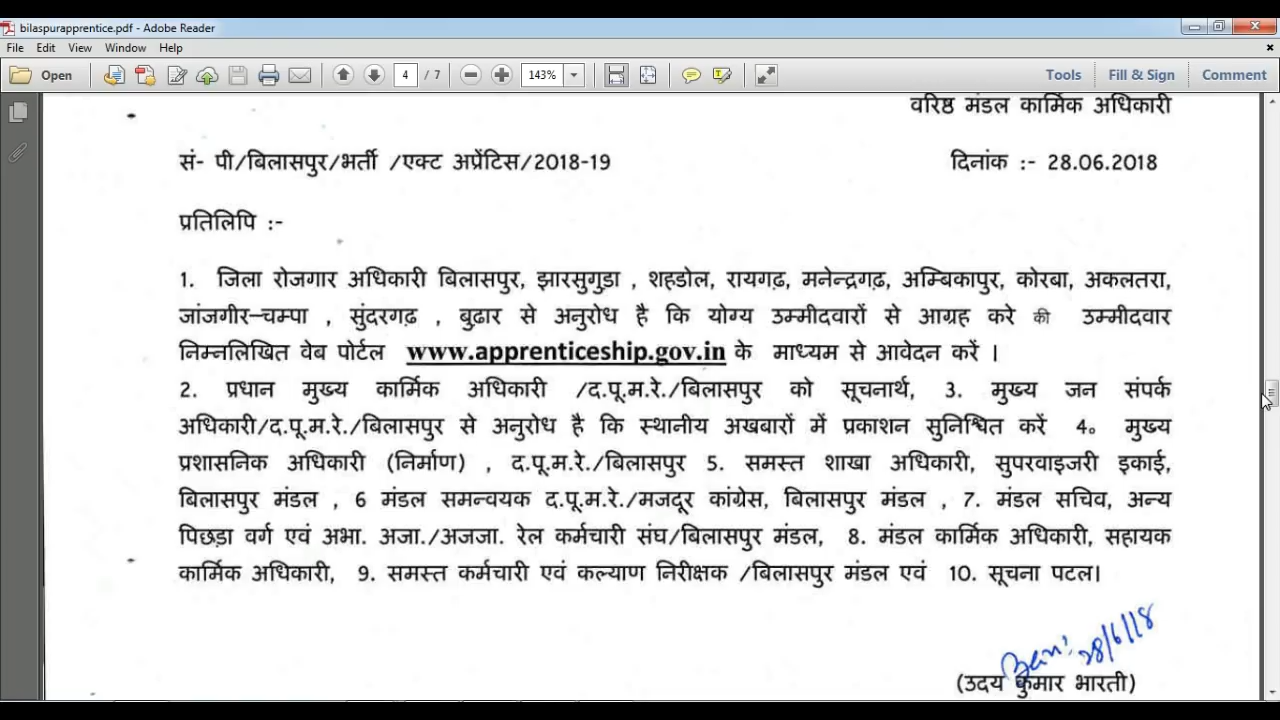 bilaspurapprentice.pdf - Adobe Reader
File Edit View Window Help
Open 4 / 7 143% Tools Fill & Sign Comment
वरिष्ठ मंडल कार्मिक अधिकारी
सं- पी/बिलासपुर/भर्ती /एक्ट अप्रेंटिस/2018-19 दिनांक :- 28.06.2018
प्रतिलिपि :-
1. जिला रोजगार अधिकारी बिलासपुर, झारसुगुडा , शहडोल, रायगढ़, मनेन्द्रगढ़, अम्बिकापुर, कोरबा, अकलतरा,
जांजगीर–चम्पा , सुंदरगढ़ , बुढ़ार से अनुरोध है कि योग्य उम्मीदवारों से आग्रह करे की उम्मीदवार
निम्नलिखित वेब पोर्टल www.apprenticeship.gov.in के माध्यम से आवेदन करें ।
2. प्रधान मुख्य कार्मिक अधिकारी /द.पू.म.रे./बिलासपुर को सूचनार्थ, 3. मुख्य जन संपर्क
अधिकारी/द.पू.म.रे./बिलासपुर से अनुरोध है कि स्थानीय अखबारों में प्रकाशन सुनिश्चित करें 4० मुख्य
प्रशासनिक अधिकारी (निर्माण) , द.पू.म.रे./बिलासपुर 5. समस्त शाखा अधिकारी, सुपरवाइजरी इकाई,
बिलासपुर मंडल , 6 मंडल समन्वयक द.पू.म.रे./मजदूर कांग्रेस, बिलासपुर मंडल , 7. मंडल सचिव, अन्य
पिछड़ा वर्ग एवं अभा. अजा./अजजा. रेल कर्मचारी संघ/बिलासपुर मंडल, 8. मंडल कार्मिक अधिकारी, सहायक
कार्मिक अधिकारी, 9. समस्त कर्मचारी एवं कल्याण निरीक्षक /बिलासपुर मंडल एवं 10. सूचना पटल।
28/6/18
(उदय कुमार भारती)